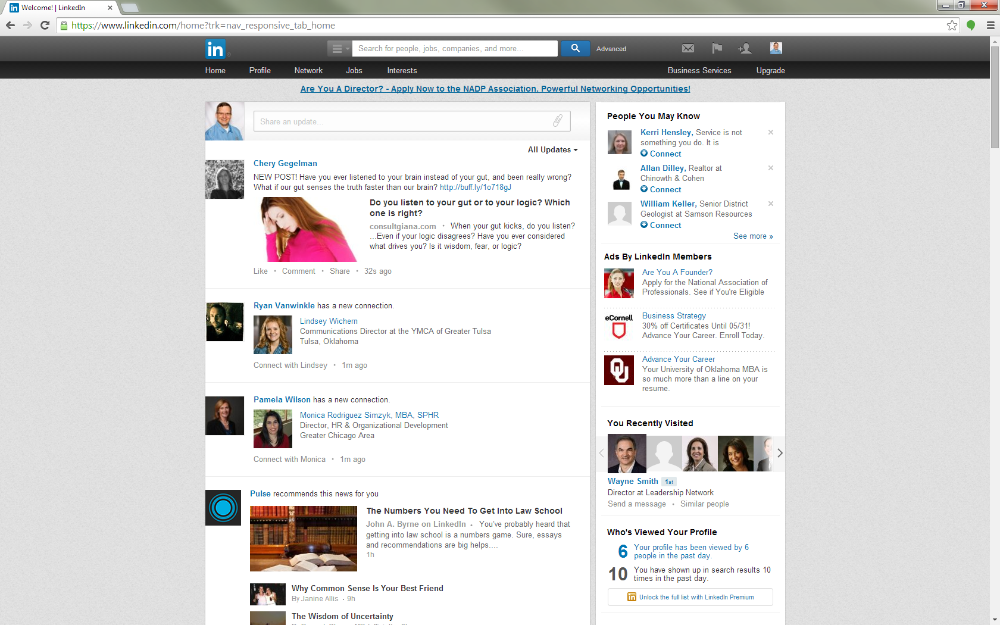 Welcome! | LinkedIn
https://www.linkedin.com/home?trk=nav_responsive_tab_home
in
Search for people, jobs, companies, and more...
Advanced
Home
Profile
Network
Jobs
Interests
Business Services
Upgrade
Are You A Director? - Apply Now to the NADP Association. Powerful Networking Opportunities!
Share an update...
All Updates
Chery Gegelman
NEW POST! Have you ever listened to your brain instead of your gut, and been really wrong?
What if our gut senses the truth faster than our brain? http://buff.ly/1o718gJ
Do you listen to your gut or to your logic? Which
one is right?
consultgiana.com • When your gut kicks, do you listen?
...Even if your logic disagrees? Have you ever considered
what drives you? Is it wisdom, fear, or logic?
Like • Comment • Share • 32s ago
Ryan Vanwinkle has a new connection.
Lindsey Wichern
Communications Director at the YMCA of Greater Tulsa
Tulsa, Oklahoma
Connect with Lindsey • 1m ago
Pamela Wilson has a new connection.
Monica Rodriguez Simzyk, MBA, SPHR
Director, HR & Organizational Development
Greater Chicago Area
Connect with Monica • 1m ago
Pulse recommends this news for you
The Numbers You Need To Get Into Law School
John A. Byrne on LinkedIn • You've probably heard that
getting into law school is a numbers game. Sure, essays
and recommendations are big helps....
1h
Why Common Sense Is Your Best Friend
By Janine Allis • 9h
The Wisdom of Uncertainty
People You May Know
Kerri Hensley, Service is not
something you do. It is
Connect
Allan Dilley, Realtor at
Chinowth & Cohen
Connect
William Keller, Senior District
Geologist at Samson Resources
Connect
See more »
Ads By LinkedIn Members
Are You A Founder?
Apply for the National Association of
Professionals. See if You're Eligible
eCornell
Business Strategy
30% off Certificates Until 05/31!
Advance Your Career. Enroll Today.
OU
Advance Your Career
Your University of Oklahoma MBA is
so much more than a line on your
resume.
You Recently Visited
Wayne Smith 1st
Director at Leadership Network
Send a message • Similar people
Who's Viewed Your Profile
6 Your profile has been viewed by 6
people in the past day.
10 You have shown up in search results 10
times in the past day.
in Unlock the full list with LinkedIn Premium